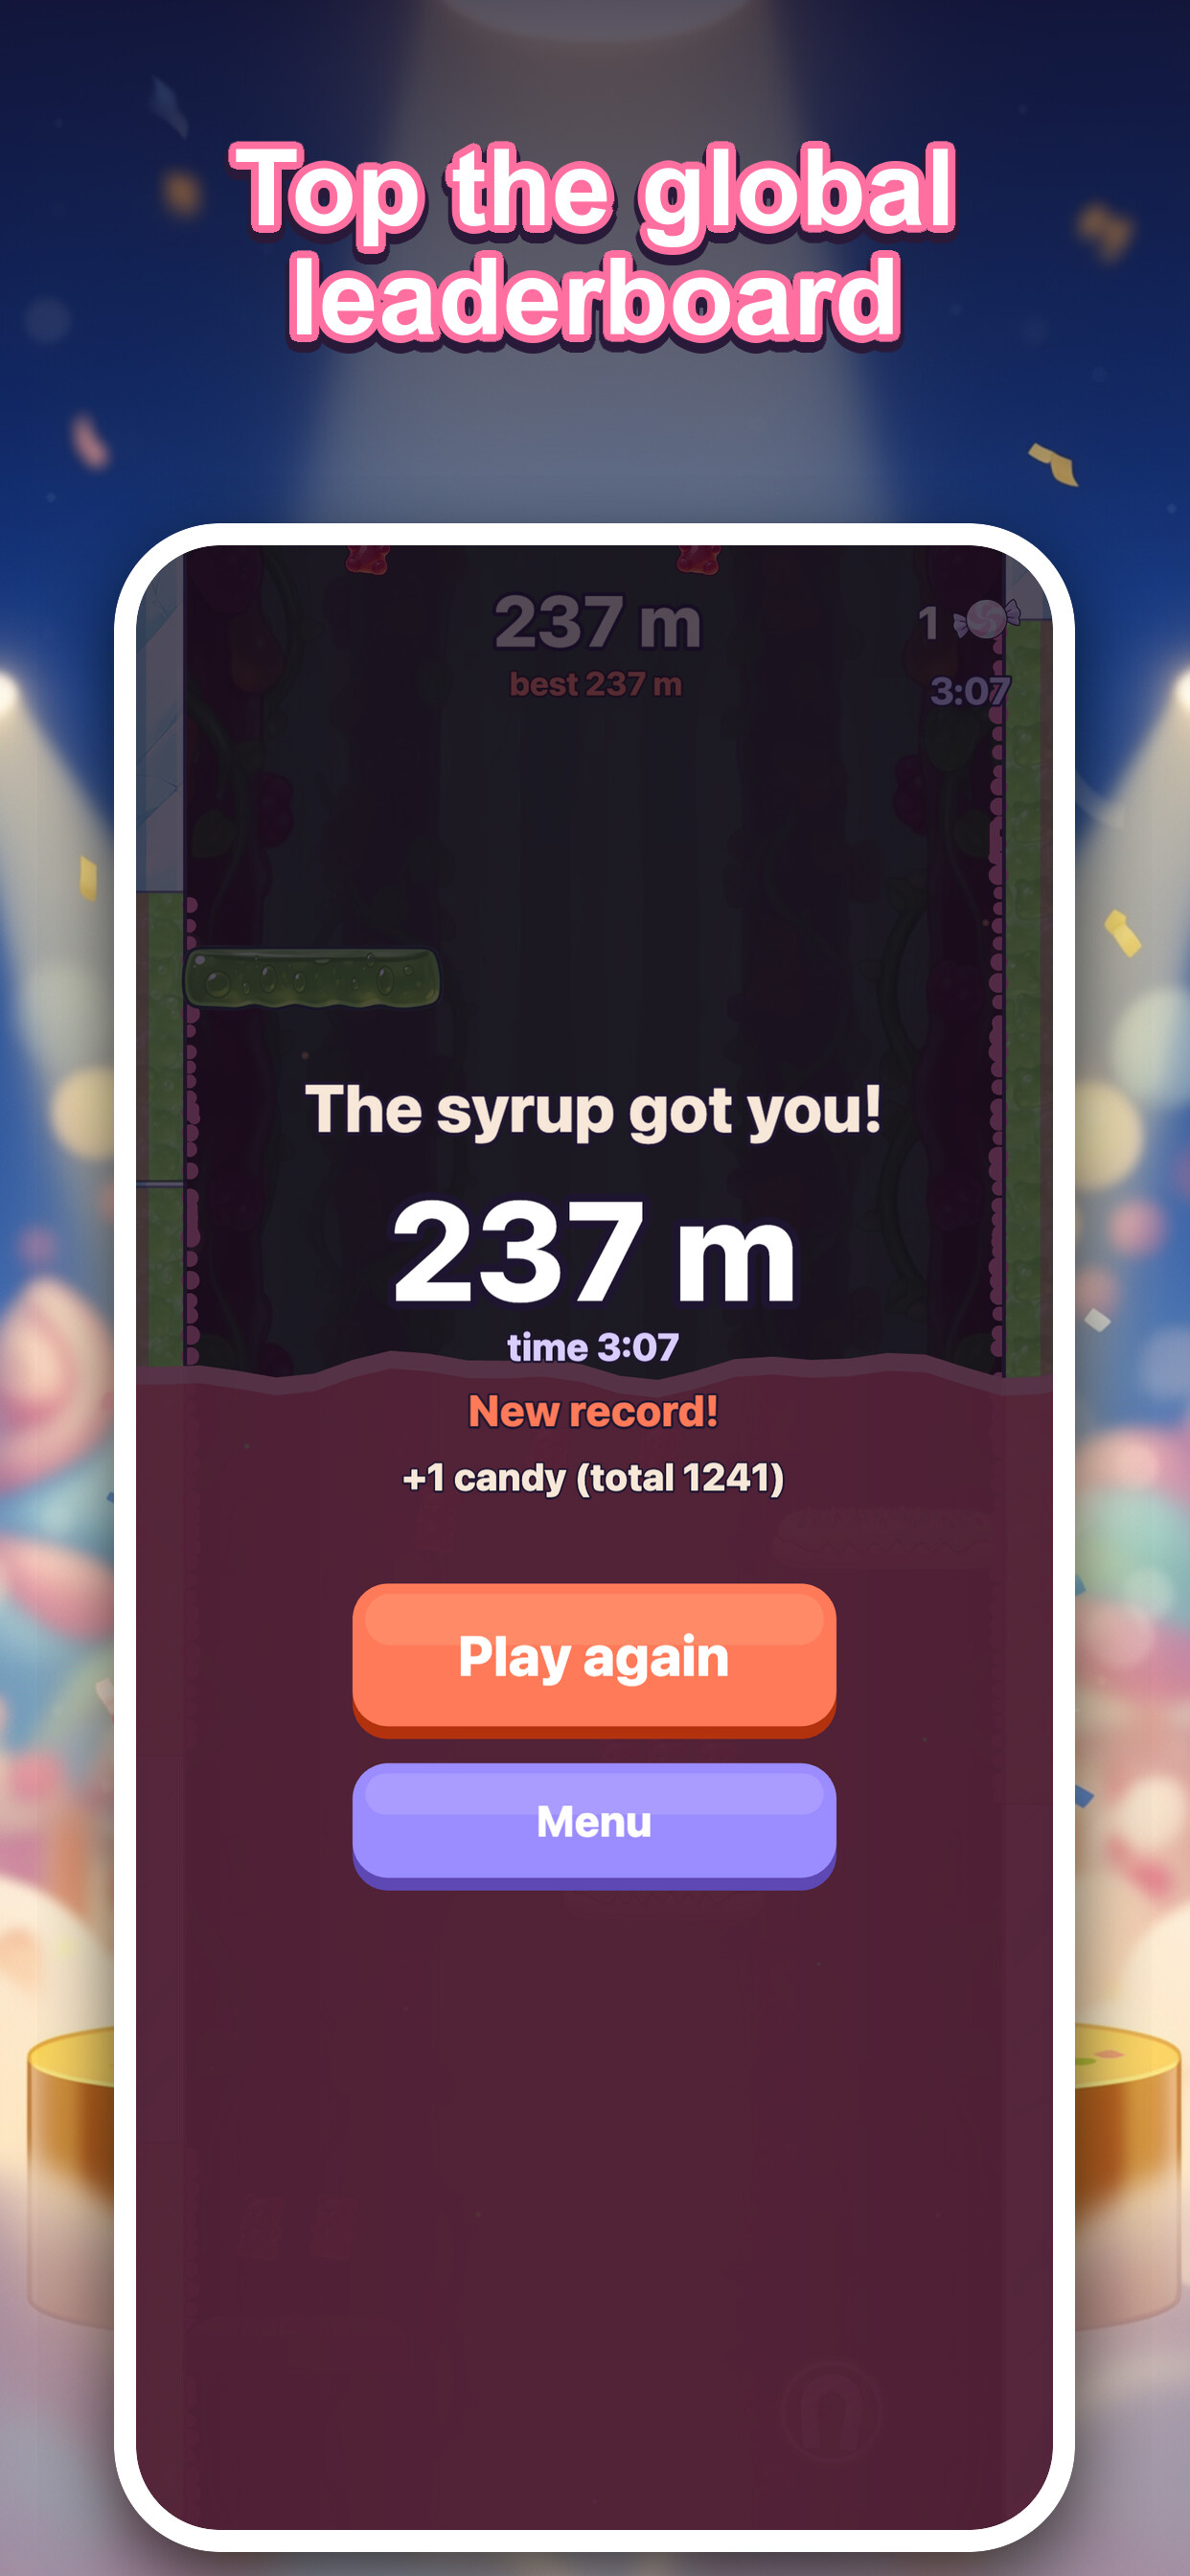 Top the global
leaderboard
237 m
1
best 237 m
3:07
The syrup got you!
237 m
time 3:07
New record!
+1 candy (total 1241)
Play again
Menu